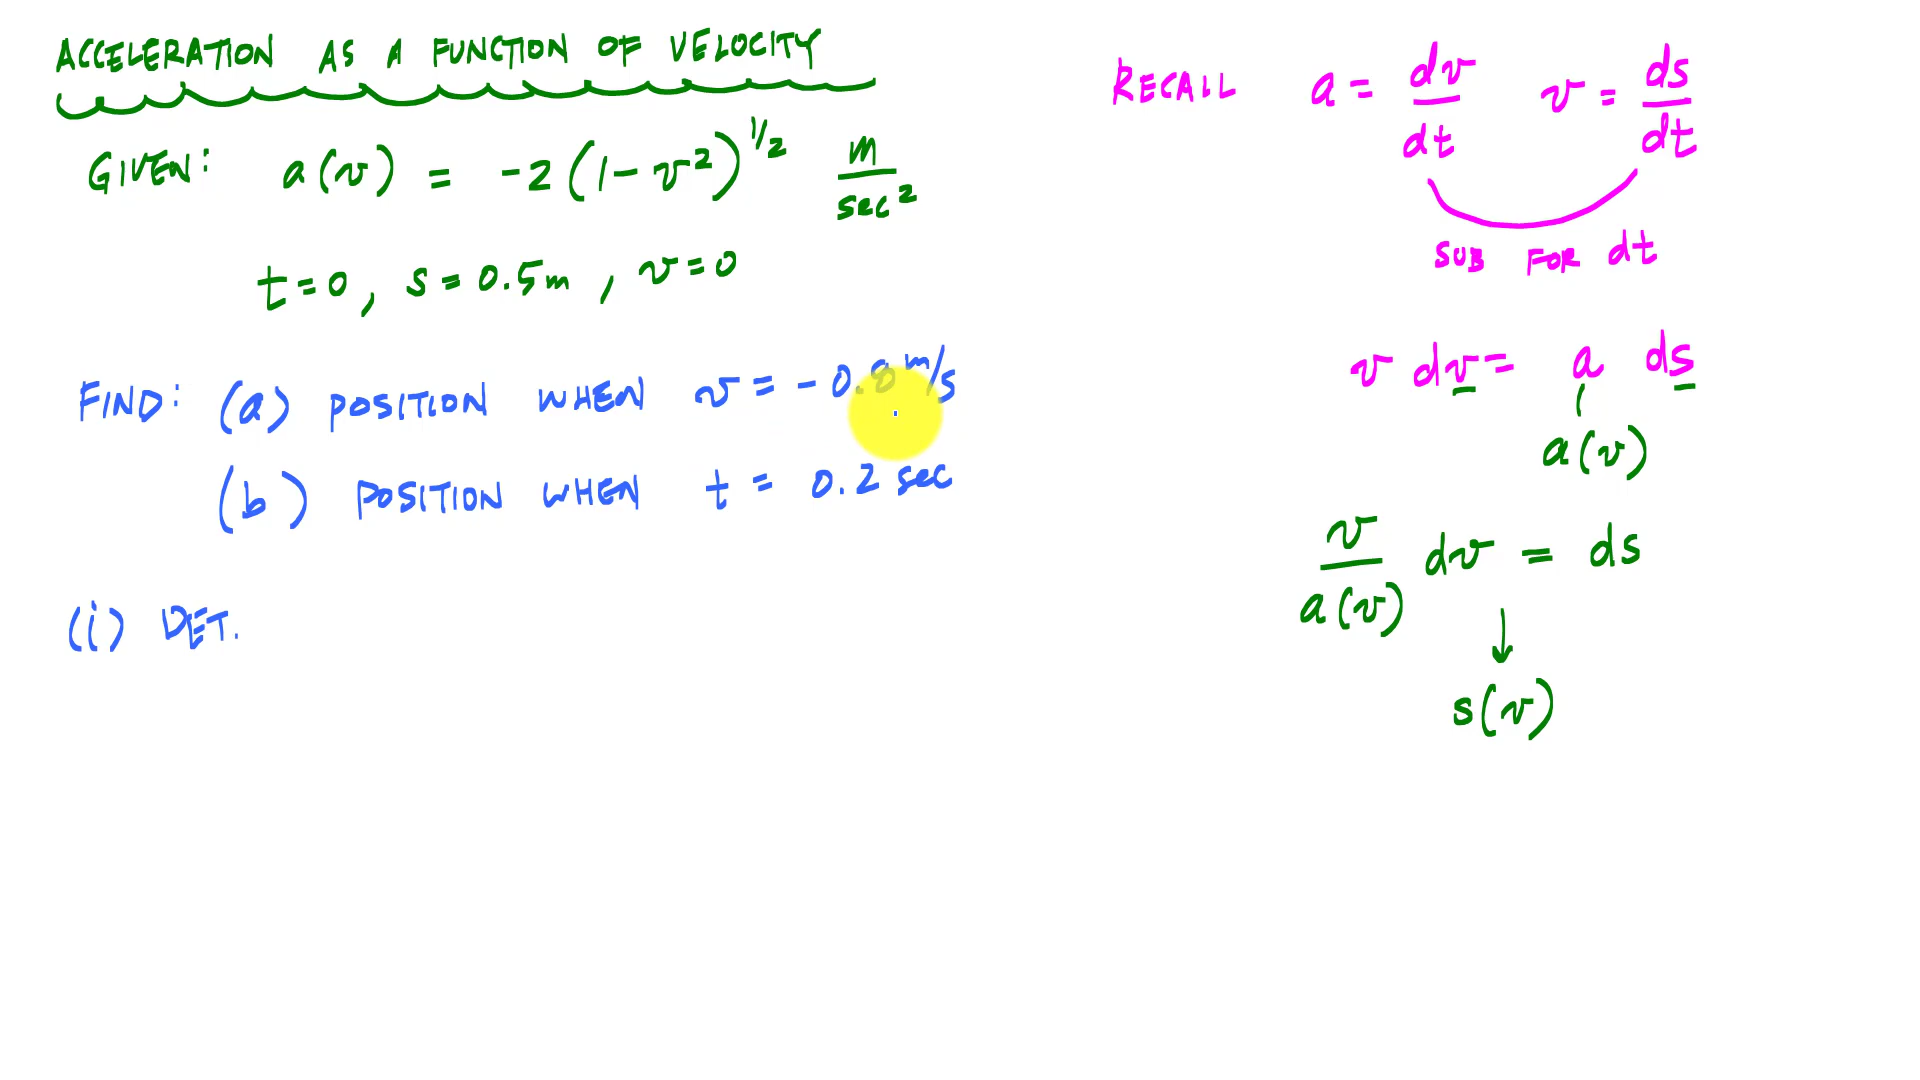 ACCELERATION AS A FUNCTION OF VELOCITY
GIVEN: a(v) = -2(1-v²)^1/2 m/sec²
t=0, s=0.5m, v=0
FIND: (a) POSITION WHEN v = -0.8 m/s
(b) POSITION WHEN t = 0.2 sec
(i) DET.
RECALL a = dv/dt v = ds/dt
SUB FOR dt
v dv = a ds
a(v)
v/a(v) dv = ds
s(v)